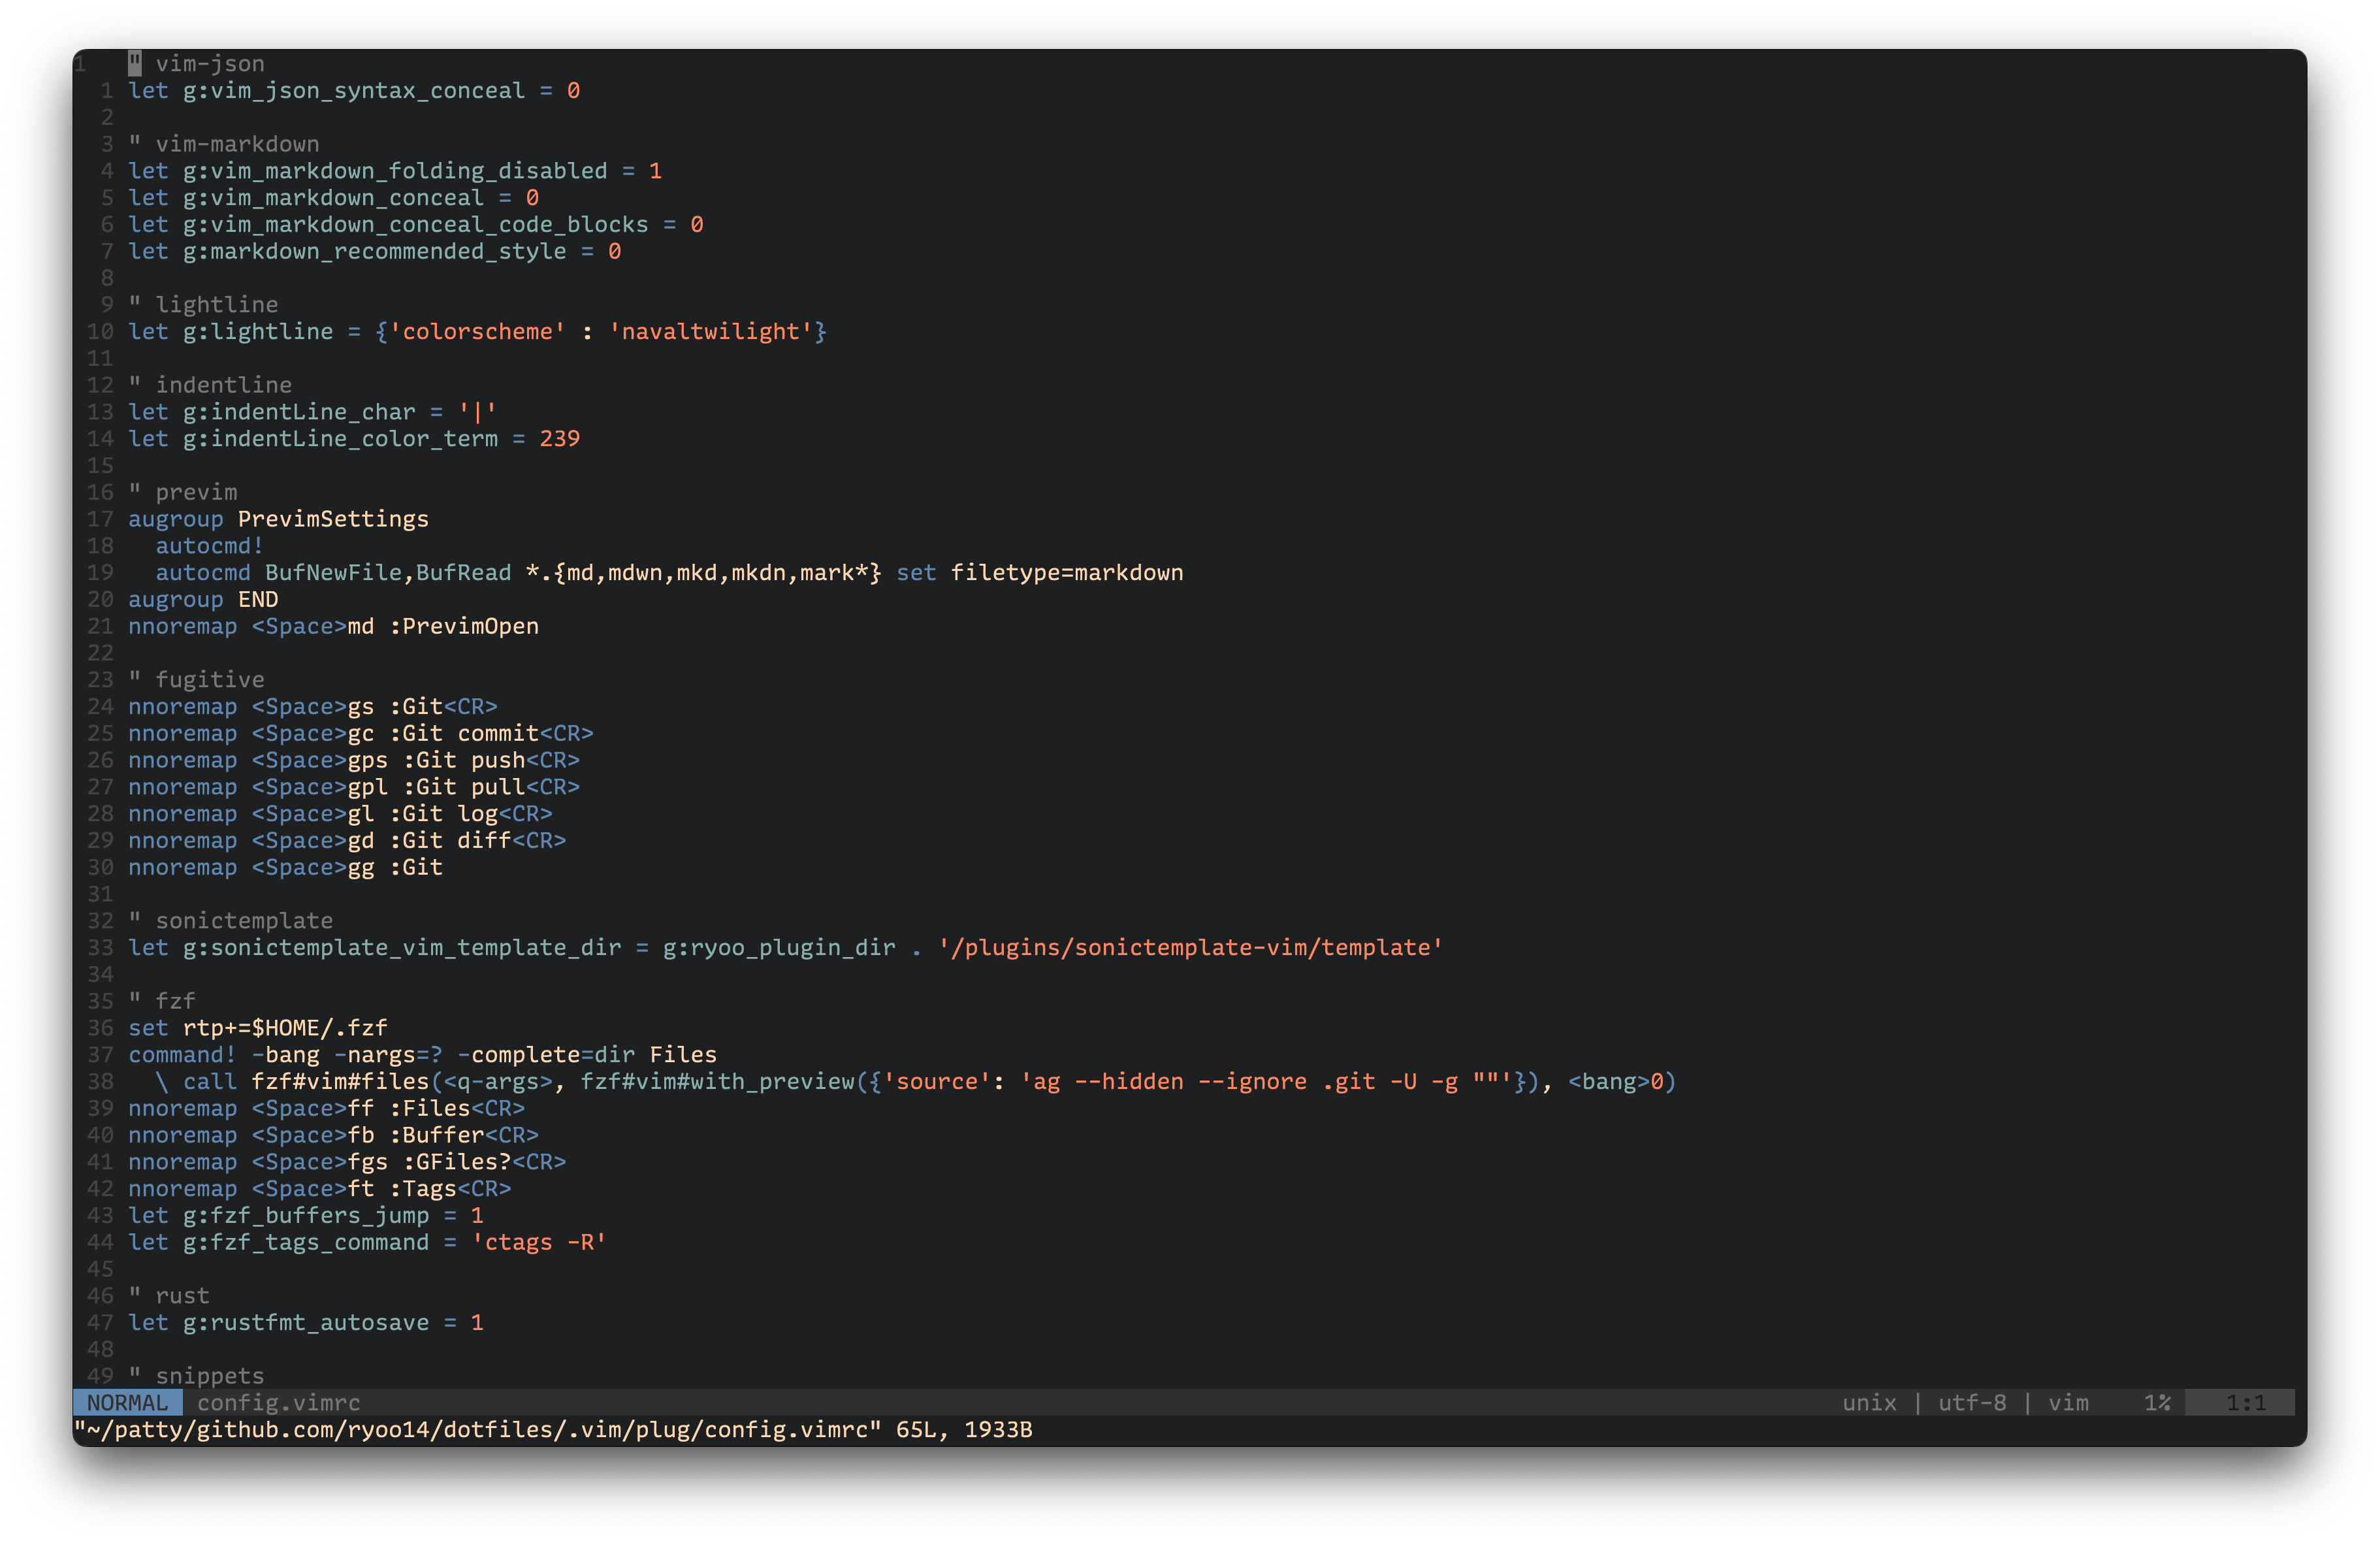 1   " vim-json
  1 let g:vim_json_syntax_conceal = 0
  2
  3 " vim-markdown
  4 let g:vim_markdown_folding_disabled = 1
  5 let g:vim_markdown_conceal = 0
  6 let g:vim_markdown_conceal_code_blocks = 0
  7 let g:markdown_recommended_style = 0
  8
  9 " lightline
 10 let g:lightline = {'colorscheme' : 'navaltwilight'}
 11
 12 " indentline
 13 let g:indentLine_char = '|'
 14 let g:indentLine_color_term = 239
 15
 16 " previm
 17 augroup PrevimSettings
 18   autocmd!
 19   autocmd BufNewFile,BufRead *.{md,mdwn,mkd,mkdn,mark*} set filetype=markdown
 20 augroup END
 21 nnoremap <Space>md :PrevimOpen
 22
 23 " fugitive
 24 nnoremap <Space>gs :Git<CR>
 25 nnoremap <Space>gc :Git commit<CR>
 26 nnoremap <Space>gps :Git push<CR>
 27 nnoremap <Space>gpl :Git pull<CR>
 28 nnoremap <Space>gl :Git log<CR>
 29 nnoremap <Space>gd :Git diff<CR>
 30 nnoremap <Space>gg :Git
 31
 32 " sonictemplate
 33 let g:sonictemplate_vim_template_dir = g:ryoo_plugin_dir . '/plugins/sonictemplate-vim/template'
 34
 35 " fzf
 36 set rtp+=$HOME/.fzf
 37 command! -bang -nargs=? -complete=dir Files
 38   \ call fzf#vim#files(<q-args>, fzf#vim#with_preview({'source': 'ag --hidden --ignore .git -U -g ""'}), <bang>0)
 39 nnoremap <Space>ff :Files<CR>
 40 nnoremap <Space>fb :Buffer<CR>
 41 nnoremap <Space>fgs :GFiles?<CR>
 42 nnoremap <Space>ft :Tags<CR>
 43 let g:fzf_buffers_jump = 1
 44 let g:fzf_tags_command = 'ctags -R'
 45
 46 " rust
 47 let g:rustfmt_autosave = 1
 48
 49 " snippets
NORMAL  config.vimrc    unix | utf-8 | vim    1%    1:1
"~/patty/github.com/ryoo14/dotfiles/.vim/plug/config.vimrc" 65L, 1933B